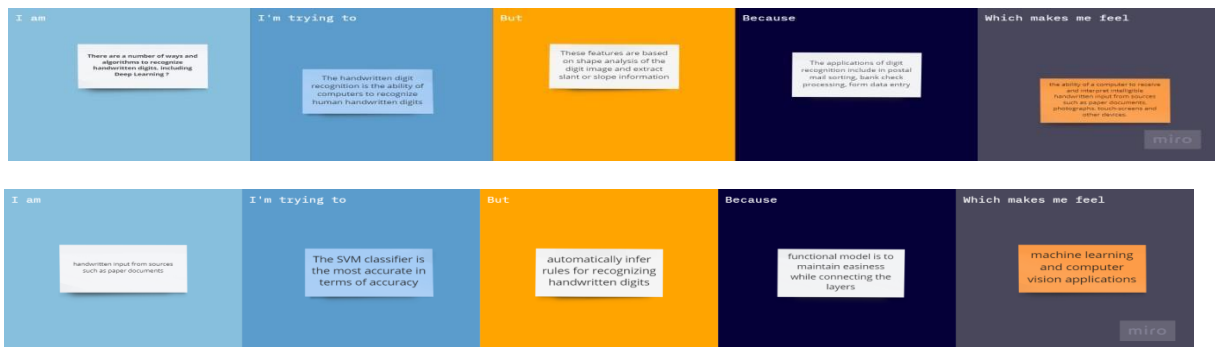 I am
There are a number of ways and
algorithms to recognize
handwritten digits, including
Deep Learning ?
I'm trying to
The handwritten digit
recognition is the ability of
computers to recognize
human handwritten digits
But
These features are based
on shape analysis of the
digit image and extract
slant or slope information
Because
The applications of digit
recognition include in postal
mail sorting, bank check
processing, form data entry
Which makes me feel
the ability of a computer to receive
and interpret intelligible
handwritten input from sources
such as paper documents,
photographs, touch-screens and
other devices.
miro
I am
handwritten input from sources
such as paper documents
I'm trying to
The SVM classifier is
the most accurate in
terms of accuracy
But
automatically infer
rules for recognizing
handwritten digits
Because
functional model is to
maintain easiness
while connecting the
layers
Which makes me feel
machine learning
and computer
vision applications
miro